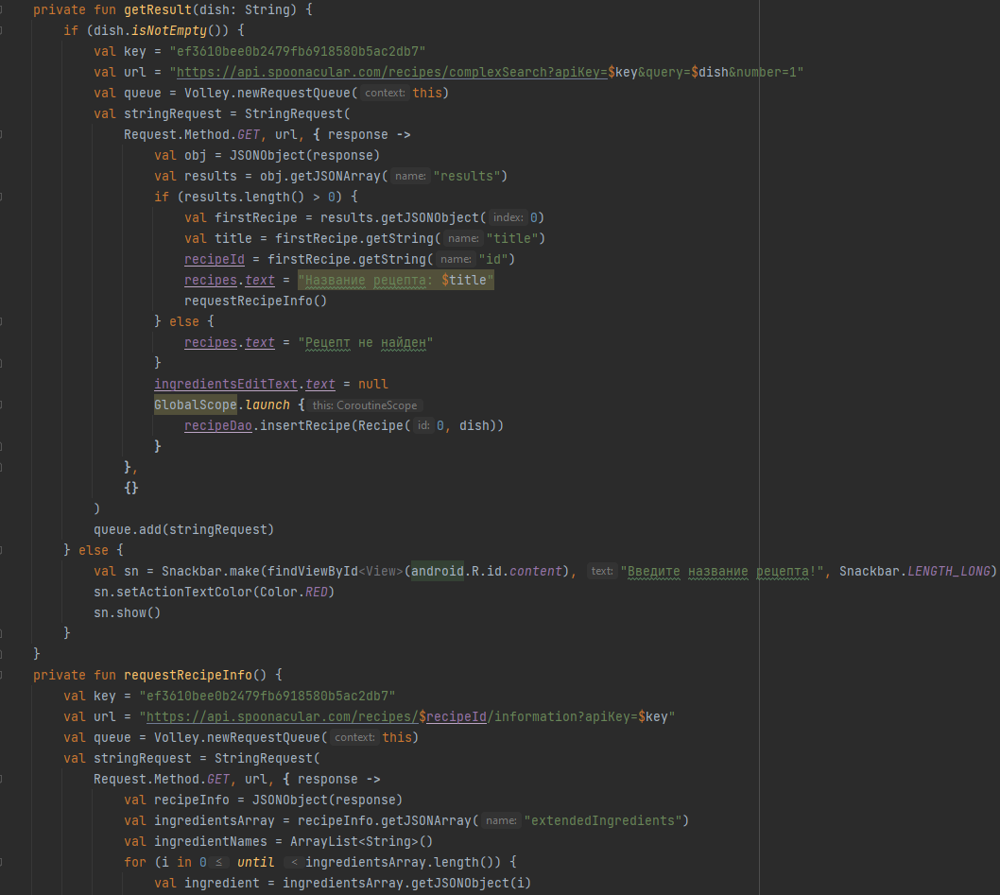 private fun getResult(dish: String) {
if (dish.isNotEmpty()) {
val key = "ef3610bee0b2479fb6918580b5ac2db7"
val url = "https://api.spoonacular.com/recipes/complexSearch?apiKey=$key&query=$dish&number=1"
val queue = Volley.newRequestQueue( context: this)
val stringRequest = StringRequest(
Request.Method.GET, url, { response ->
val obj = JSONObject(response)
val results = obj.getJSONArray( name: "results")
if (results.length() > 0) {
val firstRecipe = results.getJSONObject( index: 0)
val title = firstRecipe.getString( name: "title")
recipeId = firstRecipe.getString( name: "id")
recipes.text = "Название рецепта: $title"
requestRecipeInfo()
} else {
recipes.text = "Рецепт не найден"
}
ingredientsEditText.text = null
GlobalScope.launch { this: CoroutineScope
recipeDao.insertRecipe(Recipe( id: 0, dish))
}
},
{}
)
queue.add(stringRequest)
} else {
val sn = Snackbar.make(findViewById<View>(android.R.id.content), text: "Введите название рецепта!", Snackbar.LENGTH_LONG)
sn.setActionTextColor(Color.RED)
sn.show()
}
}
private fun requestRecipeInfo() {
val key = "ef3610bee0b2479fb6918580b5ac2db7"
val url = "https://api.spoonacular.com/recipes/$recipeId/information?apiKey=$key"
val queue = Volley.newRequestQueue( context: this)
val stringRequest = StringRequest(
Request.Method.GET, url, { response ->
val recipeInfo = JSONObject(response)
val ingredientsArray = recipeInfo.getJSONArray( name: "extendedIngredients")
val ingredientNames = ArrayList<String>()
for (i in 0 ≤ until < ingredientsArray.length()) {
val ingredient = ingredientsArray.getJSONObject(i)